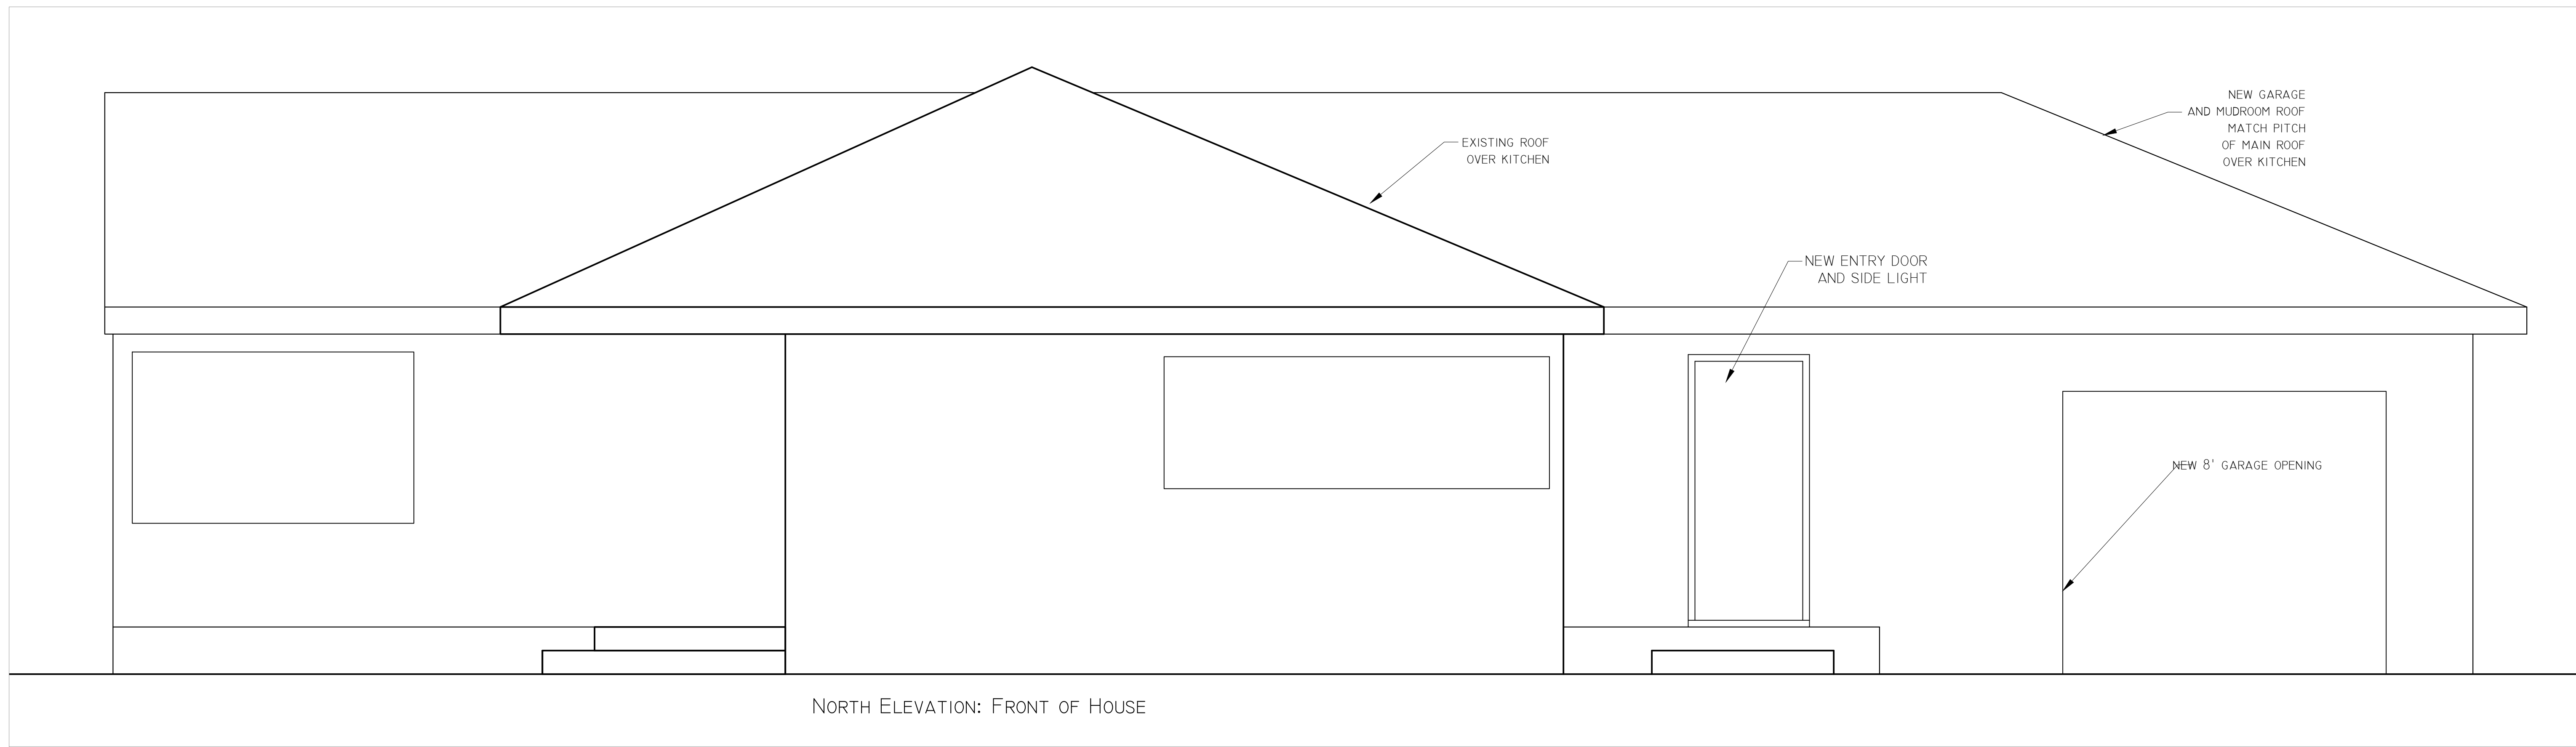 NEW GARAGE
AND MUDROOM ROOF
MATCH PITCH
OF MAIN ROOF
OVER KITCHEN
EXISTING ROOF
OVER KITCHEN
NEW ENTRY DOOR
AND SIDE LIGHT
NEW 8' GARAGE OPENING
NORTH ELEVATION: FRONT OF HOUSE